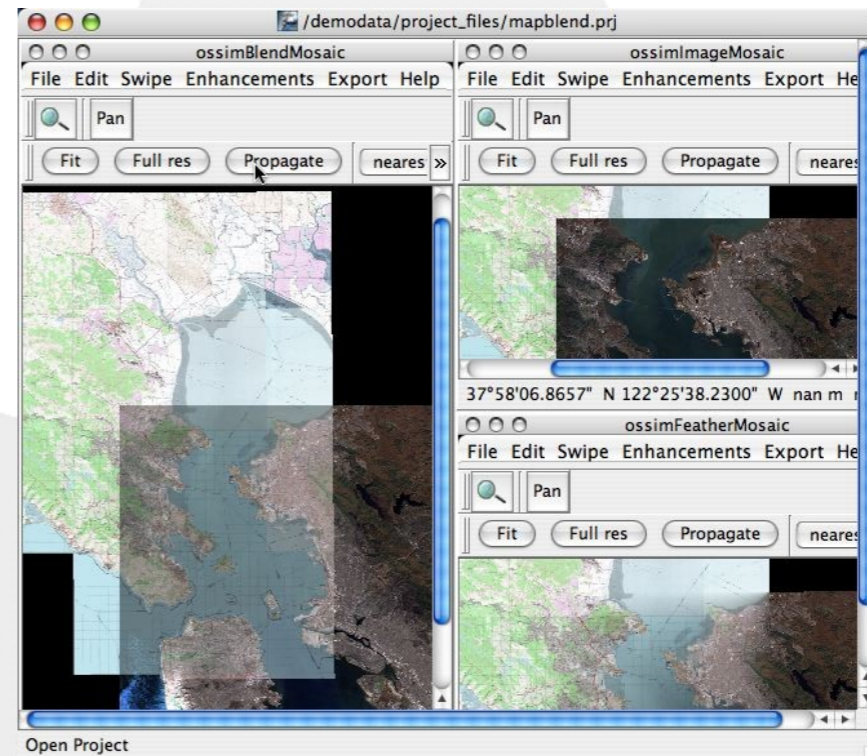 /demodata/project_files/mapblend.prj
ossimBlendMosaic
File Edit Swipe Enhancements Export Help
Pan
Fit Full res Propagate neares »
ossimImageMosaic
File Edit Swipe Enhancements Export He
Pan
Fit Full res Propagate neares
37°58'06.8657" N 122°25'38.2300" W nan m
ossimFeatherMosaic
File Edit Swipe Enhancements Export He
Pan
Fit Full res Propagate neares
Open Project